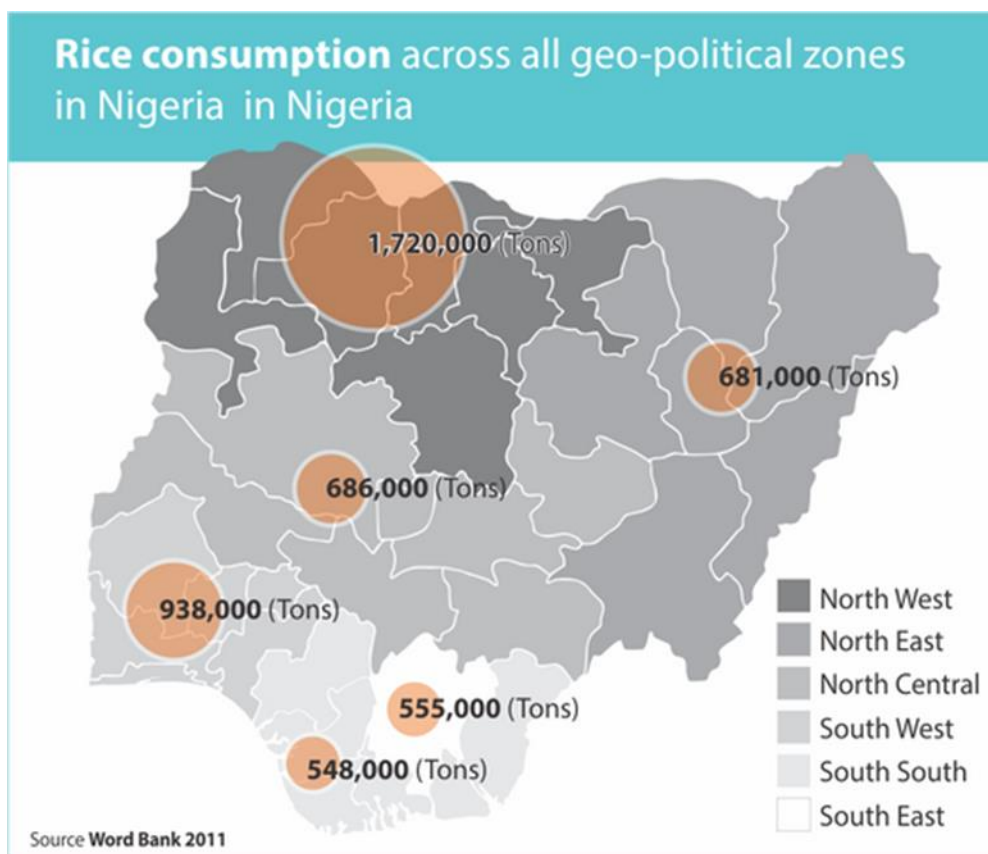 Rice consumption across all geo-political zones
in Nigeria in Nigeria
1,720,000 (Tons)
681,000 (Tons)
686,000 (Tons)
938,000 (Tons)
555,000 (Tons)
548,000 (Tons)
North West
North East
North Central
South West
South South
South East
Source Word Bank 2011